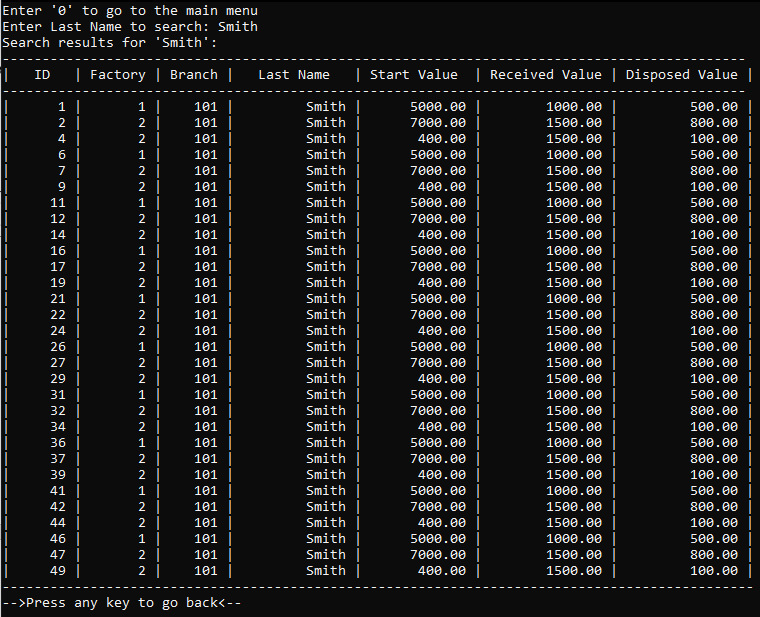 Enter '0' to go to the main menu
Enter Last Name to search: Smith
Search results for 'Smith':
---------------------------------------------------------------------------------------------
|   ID   | Factory | Branch |   Last Name   | Start Value  | Received Value | Disposed Value |
---------------------------------------------------------------------------------------------
|      1 |       1 |    101 |         Smith |      5000.00 |        1000.00 |         500.00 |
|      2 |       2 |    101 |         Smith |      7000.00 |        1500.00 |         800.00 |
|      4 |       2 |    101 |         Smith |       400.00 |        1500.00 |         100.00 |
|      6 |       1 |    101 |         Smith |      5000.00 |        1000.00 |         500.00 |
|      7 |       2 |    101 |         Smith |      7000.00 |        1500.00 |         800.00 |
|      9 |       2 |    101 |         Smith |       400.00 |        1500.00 |         100.00 |
|     11 |       1 |    101 |         Smith |      5000.00 |        1000.00 |         500.00 |
|     12 |       2 |    101 |         Smith |      7000.00 |        1500.00 |         800.00 |
|     14 |       2 |    101 |         Smith |       400.00 |        1500.00 |         100.00 |
|     16 |       1 |    101 |         Smith |      5000.00 |        1000.00 |         500.00 |
|     17 |       2 |    101 |         Smith |      7000.00 |        1500.00 |         800.00 |
|     19 |       2 |    101 |         Smith |       400.00 |        1500.00 |         100.00 |
|     21 |       1 |    101 |         Smith |      5000.00 |        1000.00 |         500.00 |
|     22 |       2 |    101 |         Smith |      7000.00 |        1500.00 |         800.00 |
|     24 |       2 |    101 |         Smith |       400.00 |        1500.00 |         100.00 |
|     26 |       1 |    101 |         Smith |      5000.00 |        1000.00 |         500.00 |
|     27 |       2 |    101 |         Smith |      7000.00 |        1500.00 |         800.00 |
|     29 |       2 |    101 |         Smith |       400.00 |        1500.00 |         100.00 |
|     31 |       1 |    101 |         Smith |      5000.00 |        1000.00 |         500.00 |
|     32 |       2 |    101 |         Smith |      7000.00 |        1500.00 |         800.00 |
|     34 |       2 |    101 |         Smith |       400.00 |        1500.00 |         100.00 |
|     36 |       1 |    101 |         Smith |      5000.00 |        1000.00 |         500.00 |
|     37 |       2 |    101 |         Smith |      7000.00 |        1500.00 |         800.00 |
|     39 |       2 |    101 |         Smith |       400.00 |        1500.00 |         100.00 |
|     41 |       1 |    101 |         Smith |      5000.00 |        1000.00 |         500.00 |
|     42 |       2 |    101 |         Smith |      7000.00 |        1500.00 |         800.00 |
|     44 |       2 |    101 |         Smith |       400.00 |        1500.00 |         100.00 |
|     46 |       1 |    101 |         Smith |      5000.00 |        1000.00 |         500.00 |
|     47 |       2 |    101 |         Smith |      7000.00 |        1500.00 |         800.00 |
|     49 |       2 |    101 |         Smith |       400.00 |        1500.00 |         100.00 |
----------------------------------------------------------------------------------------------
-->Press any key to go back<--